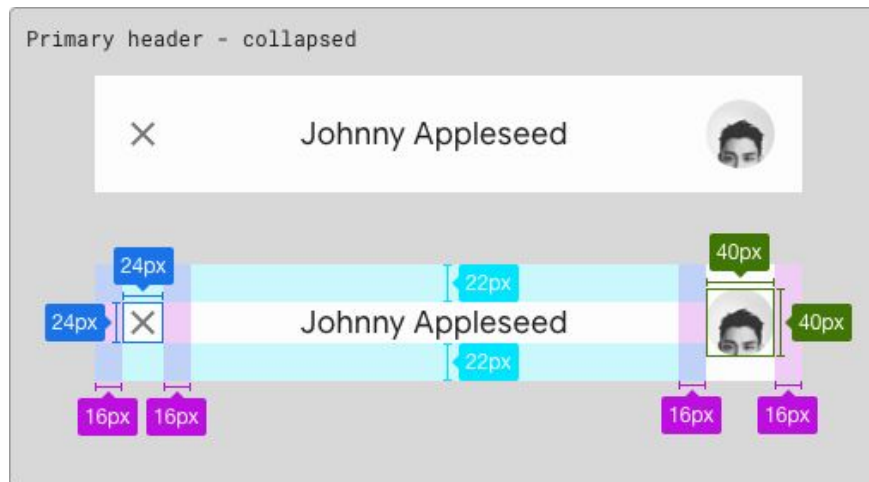 Primary header - collapsed
Johnny Appleseed
24px
40px
22px
24px
Johnny Appleseed
40px
22px
16px
16px
16px
16px